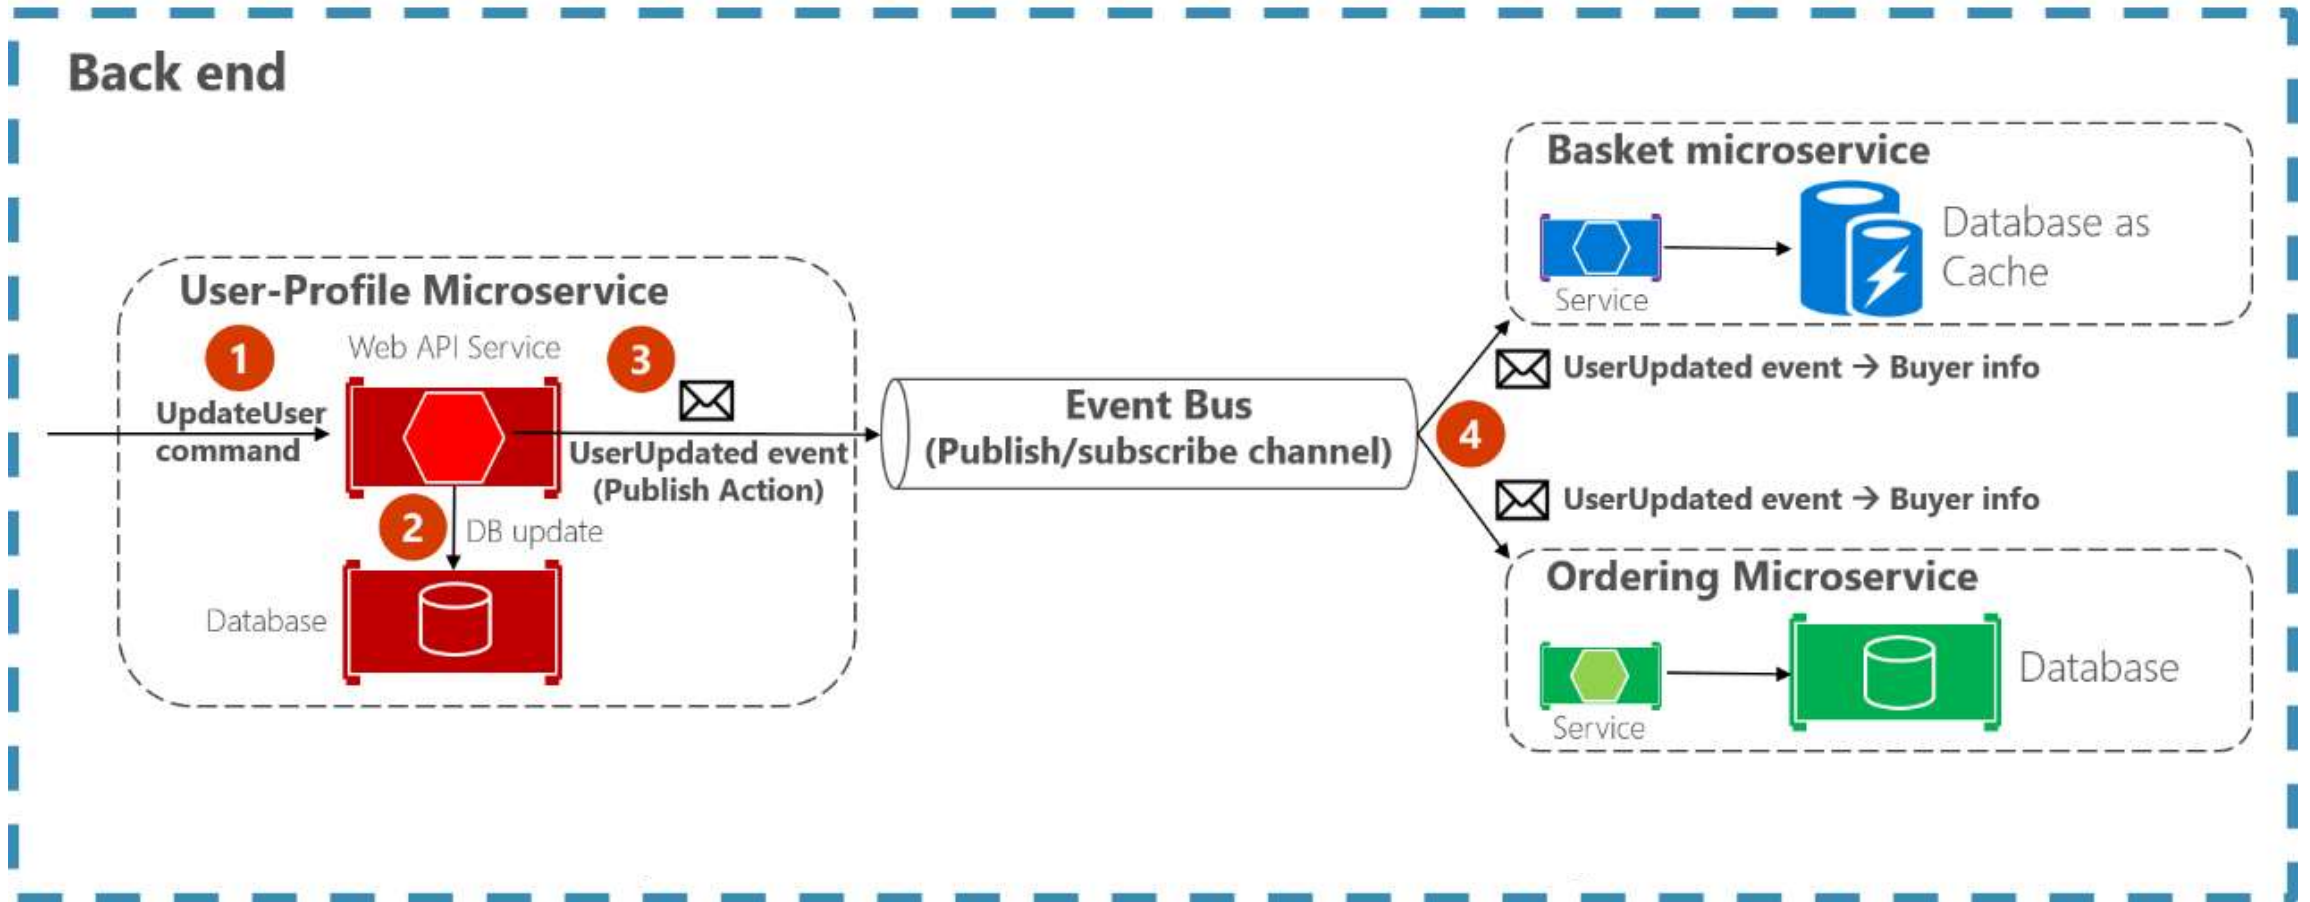 Back end
User-Profile Microservice
1
Web API Service
3
UpdateUser
command
UserUpdated event
(Publish Action)
2
DB update
Database
Event Bus
(Publish/subscribe channel)
4
Basket microservice
Database as
Cache
Service
UserUpdated event → Buyer info
UserUpdated event → Buyer info
Ordering Microservice
Database
Service